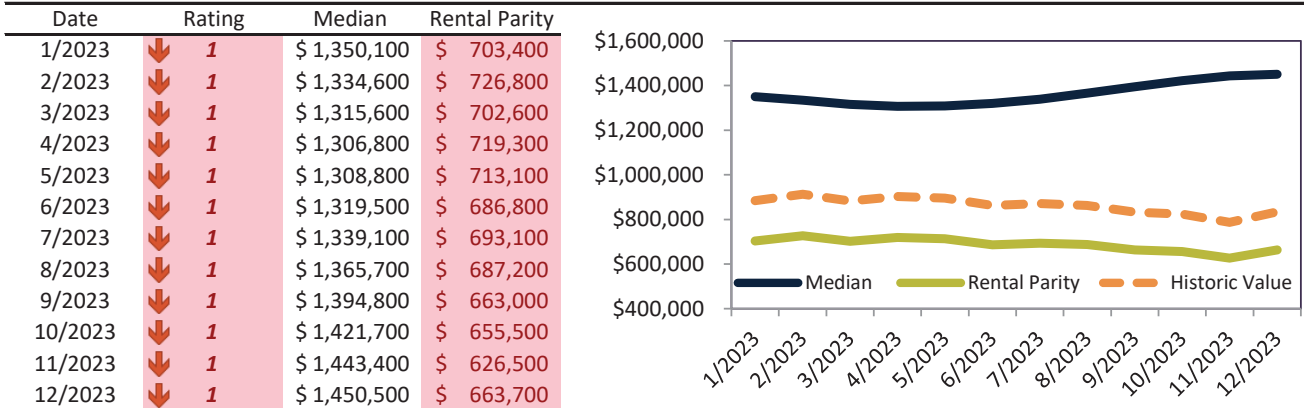 Date Rating Median Rental Parity
1/2023 1 $ 1,350,100 $ 703,400
2/2023 1 $ 1,334,600 $ 726,800
3/2023 1 $ 1,315,600 $ 702,600
4/2023 1 $ 1,306,800 $ 719,300
5/2023 1 $ 1,308,800 $ 713,100
6/2023 1 $ 1,319,500 $ 686,800
7/2023 1 $ 1,339,100 $ 693,100
8/2023 1 $ 1,365,700 $ 687,200
9/2023 1 $ 1,394,800 $ 663,000
10/2023 1 $ 1,421,700 $ 655,500
11/2023 1 $ 1,443,400 $ 626,500
12/2023 1 $ 1,450,500 $ 663,700
$1,600,000
$1,400,000
$1,200,000
$1,000,000
$800,000
$600,000
$400,000
Median Rental Parity Historic Value
1/2023 2/2023 3/2023 4/2023 5/2023 6/2023 7/2023 8/2023 9/2023 10/2023 11/2023 12/2023